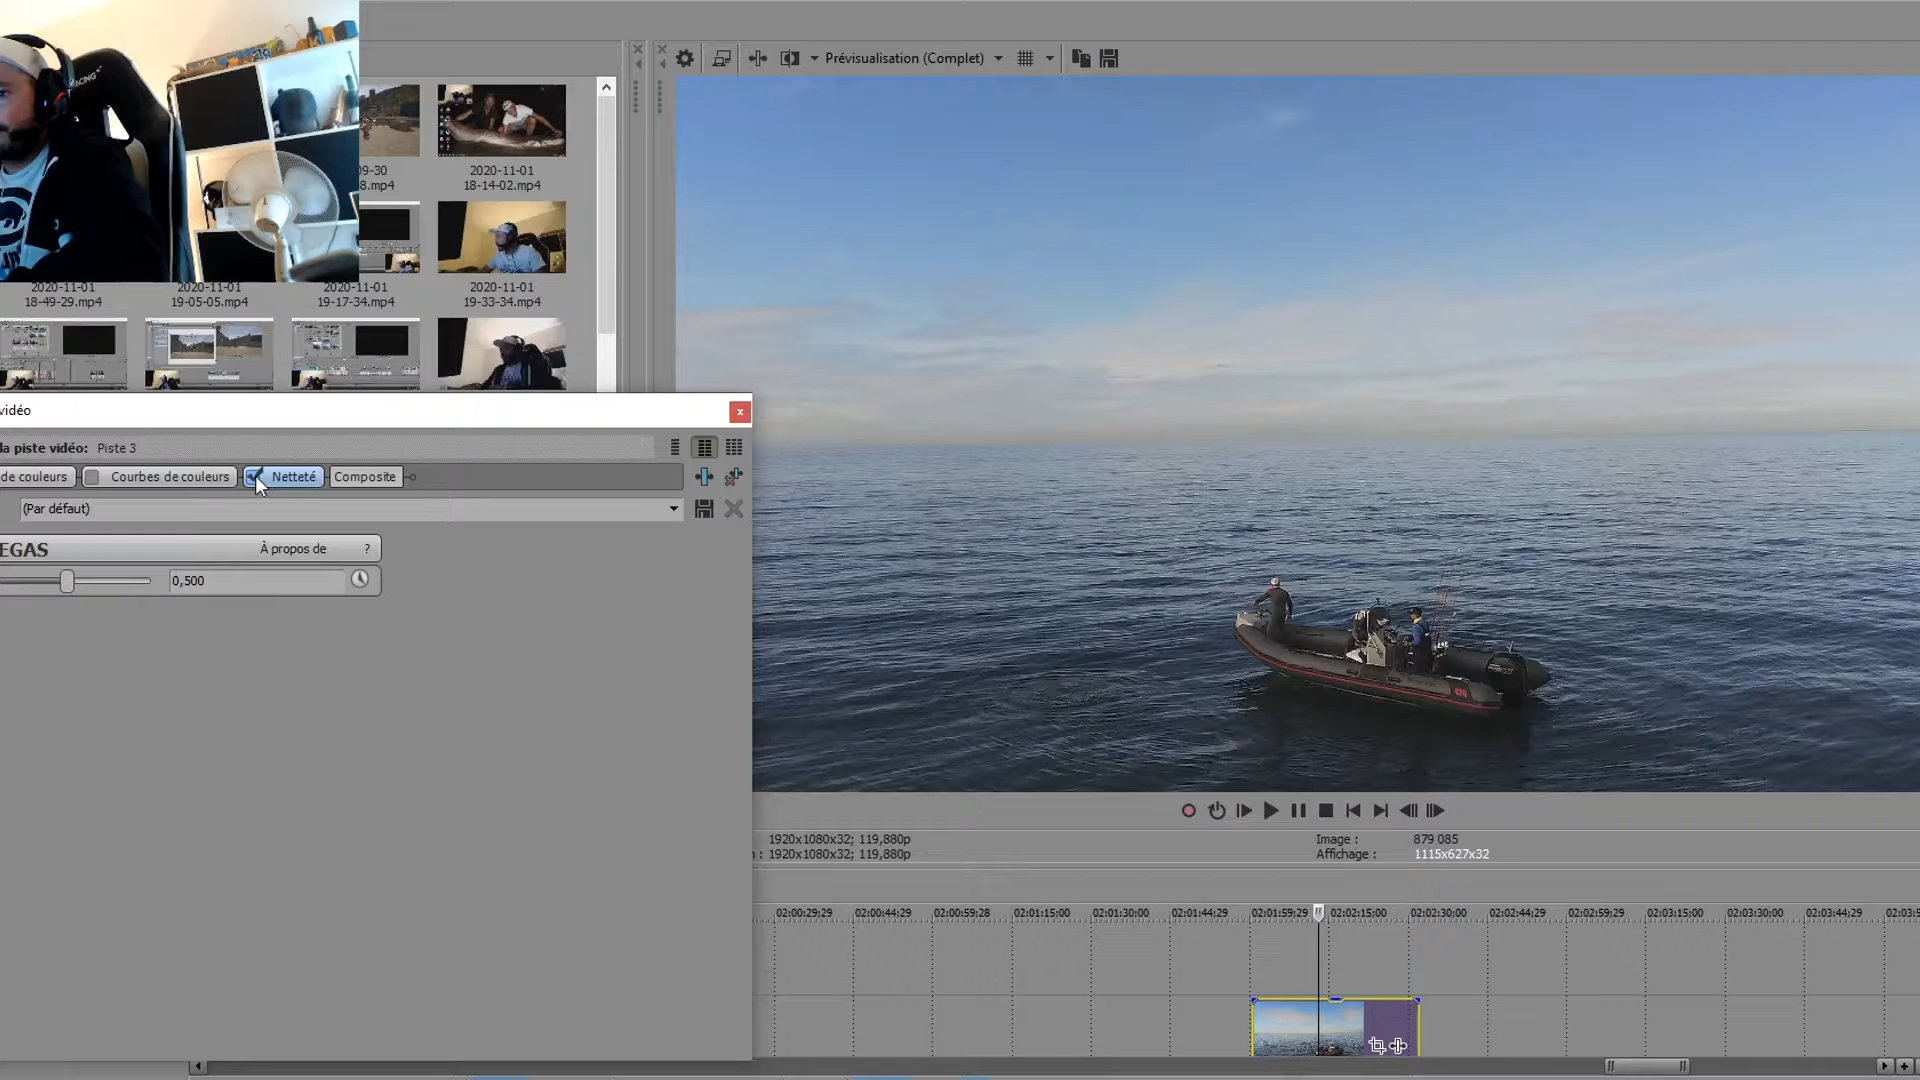 Prévisualisation (Complet)
09-30
8.mp4
2020-11-01
18-14-02.mp4
2020-11-01
18-49-29.mp4
2020-11-01
19-05-05.mp4
2020-11-01
19-17-34.mp4
2020-11-01
19-33-34.mp4
vidéo
la piste vidéo: Piste 3
de couleurs
Courbes de couleurs
Netteté
Composite
(Par défaut)
EGAS
À propos de
?
0,500
1920x1080x32; 119,880p
: 1920x1080x32; 119,880p
Image : 879 085
Affichage : 1115x627x32
02:00:29;29
02:00:44;29
02:00:59;28
02:01:15:00
02:01:30:00
02:01:44;29
02:01:59;29
02:02:15:00
02:02:30:00
02:02:44;29
02:02:59;29
02:03:15:00
02:03:30:00
02:03:44;29